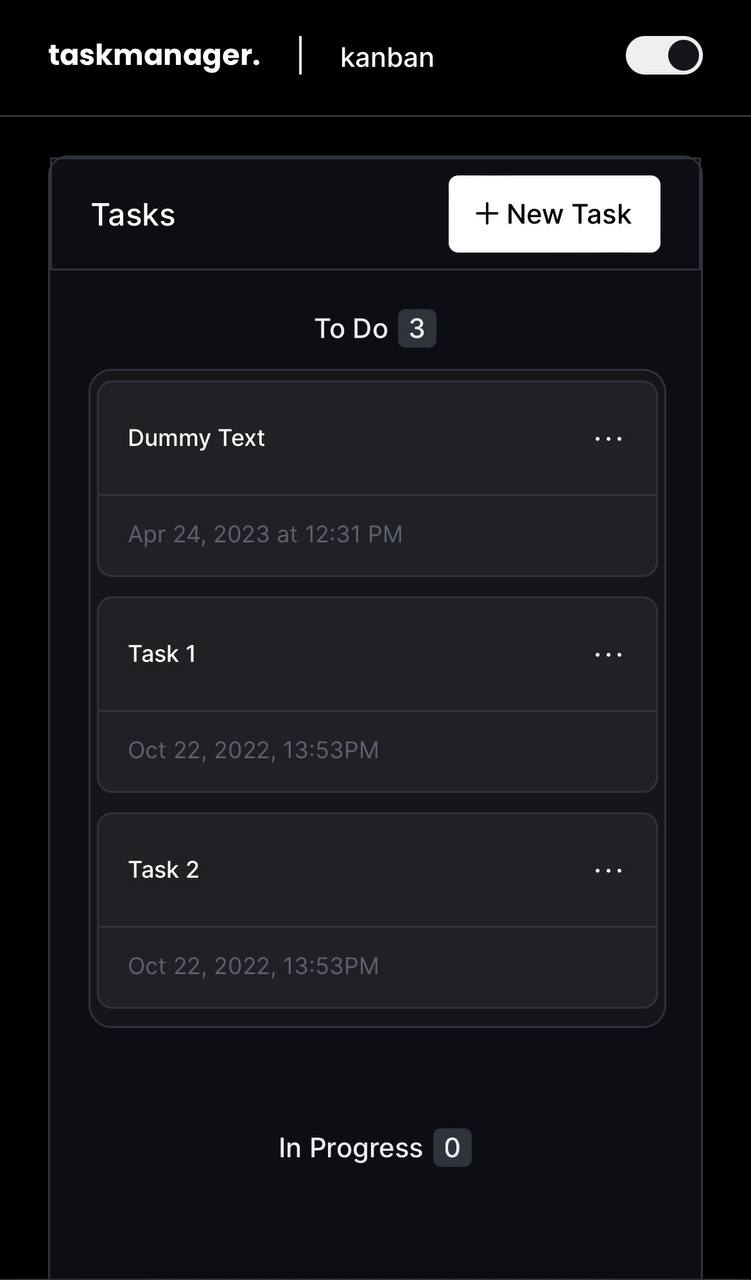 taskmanager. | kanban
Tasks
+ New Task
To Do 3
Dummy Text ...
Apr 24, 2023 at 12:31 PM
Task 1 ...
Oct 22, 2022, 13:53PM
Task 2 ...
Oct 22, 2022, 13:53PM
In Progress 0